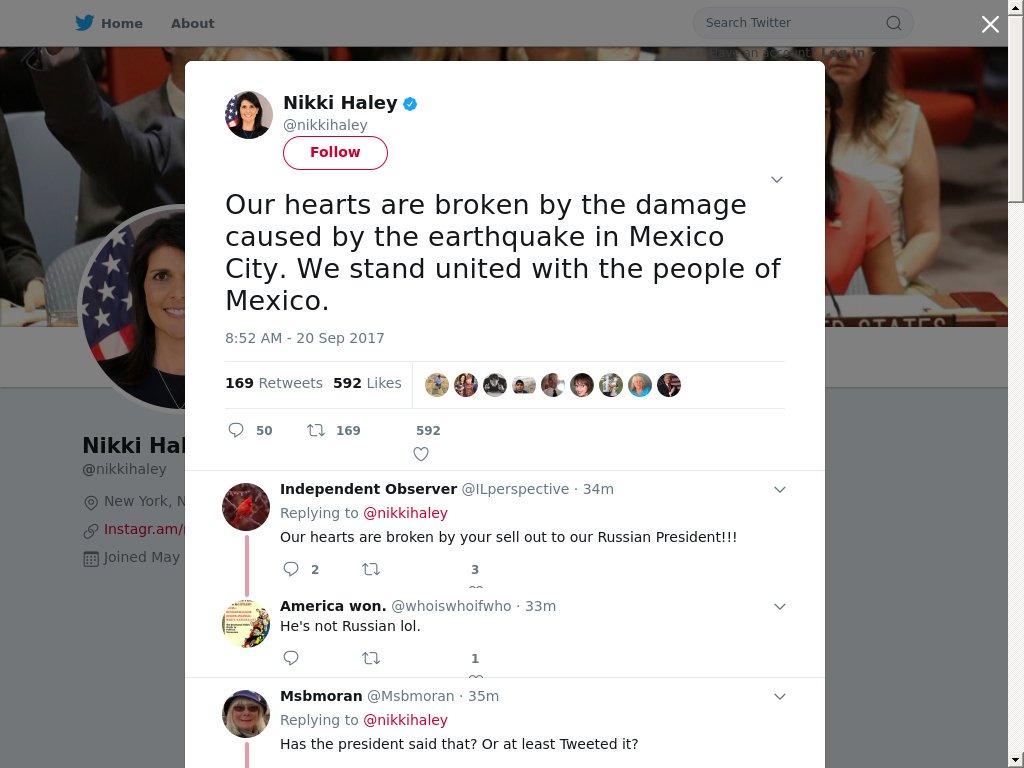 Home About Search Twitter
Have an account? Log in
Nikki Haley
@nikkihaley
Follow
Our hearts are broken by the damage
caused by the earthquake in Mexico
City. We stand united with the people of
Mexico.
8:52 AM - 20 Sep 2017
169 Retweets 592 Likes
50 169 592
Nikki Hal
@nikkihaley
New York, N
Instagr.am/
Joined May
Independent Observer @ILperspective · 34m
Replying to @nikkihaley
Our hearts are broken by your sell out to our Russian President!!!
2 3
America won. @whoiswhoifwho · 33m
He's not Russian lol.
1
Msbmoran @Msbmoran · 35m
Replying to @nikkihaley
Has the president said that? Or at least Tweeted it?